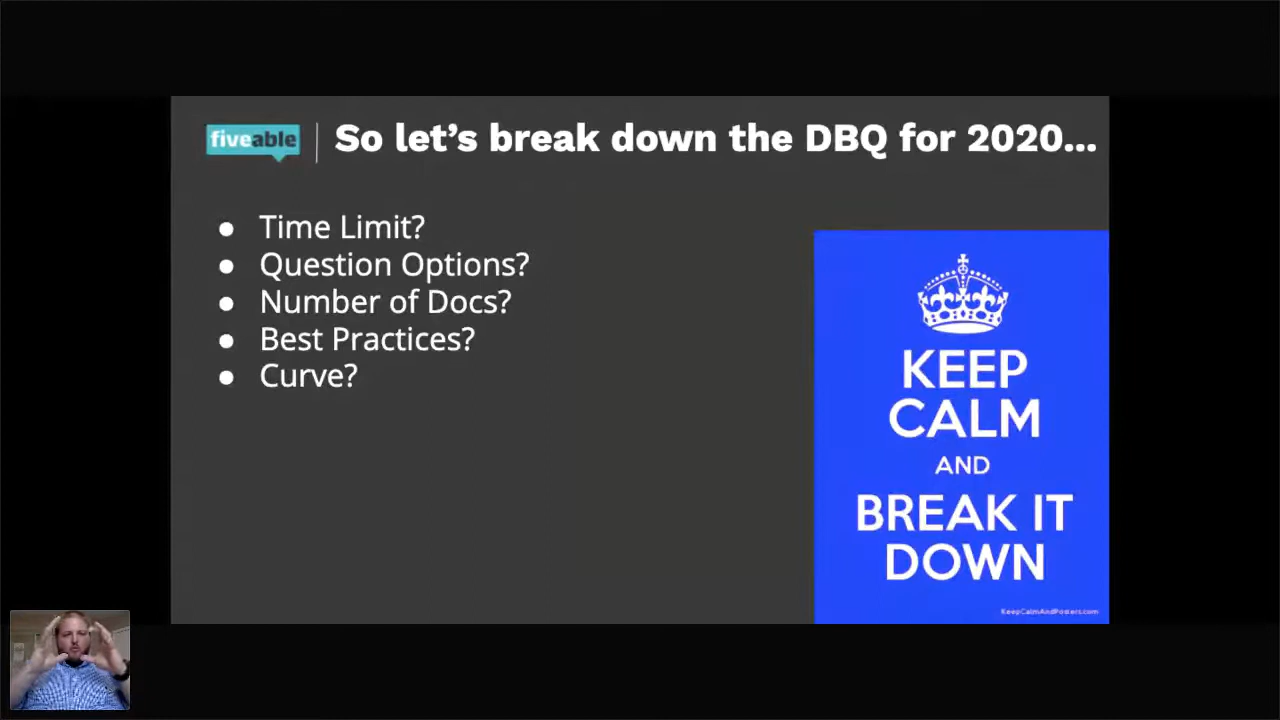 fiveable
So let's break down the DBQ for 2020...
● Time Limit?
● Question Options?
● Number of Docs?
● Best Practices?
● Curve?
KEEP
CALM
AND
BREAK IT
DOWN
KeepCalmAndPosters.com